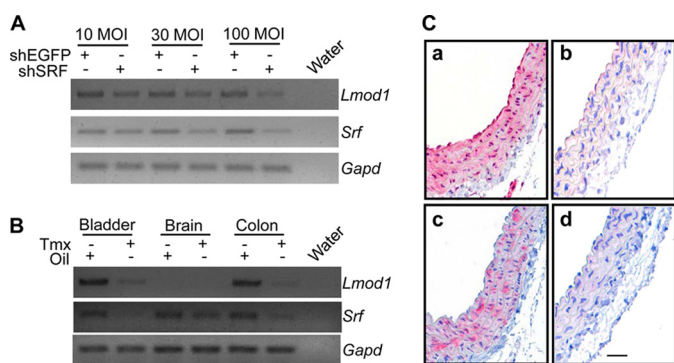 A
10 MOI 30 MOI 100 MOI
shEGFP + - + - + - Water
shSRF - + - + - +
Lmod1
Srf
Gapd
B
Bladder Brain Colon
Tmx - + - + - + Water
Oil + - + - + -
Lmod1
Srf
Gapd
C
a b
c d